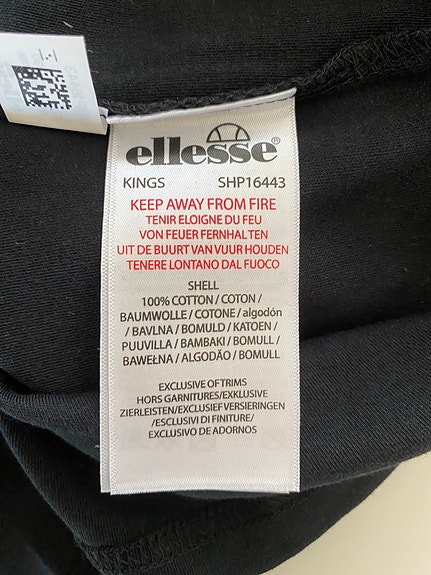 ellesse®
KINGS SHP16443
KEEP AWAY FROM FIRE
TENIR ELOIGNE DU FEU
VON FEUER FERNHALTEN
UIT DE BUURT VAN VUUR HOUDEN
TENERE LONTANO DAL FUOCO
SHELL
100% COTTON / COTON /
BAUMWOLLE / COTONE / algodón
/ BAVLNA / BOMULD / KATOEN /
PUUVILLA / BAMBAKI / BOMULL /
BAWEŁNA / ALGODÃO / BOMULL
EXCLUSIVE OF TRIMS
HORS GARNITURES/EXKLUSIVE
ZIERLEISTEN/EXCLUSIEF VERSIERINGEN
/ESCLUSI DI FINITURE/
EXCLUSIVO DE ADORNOS